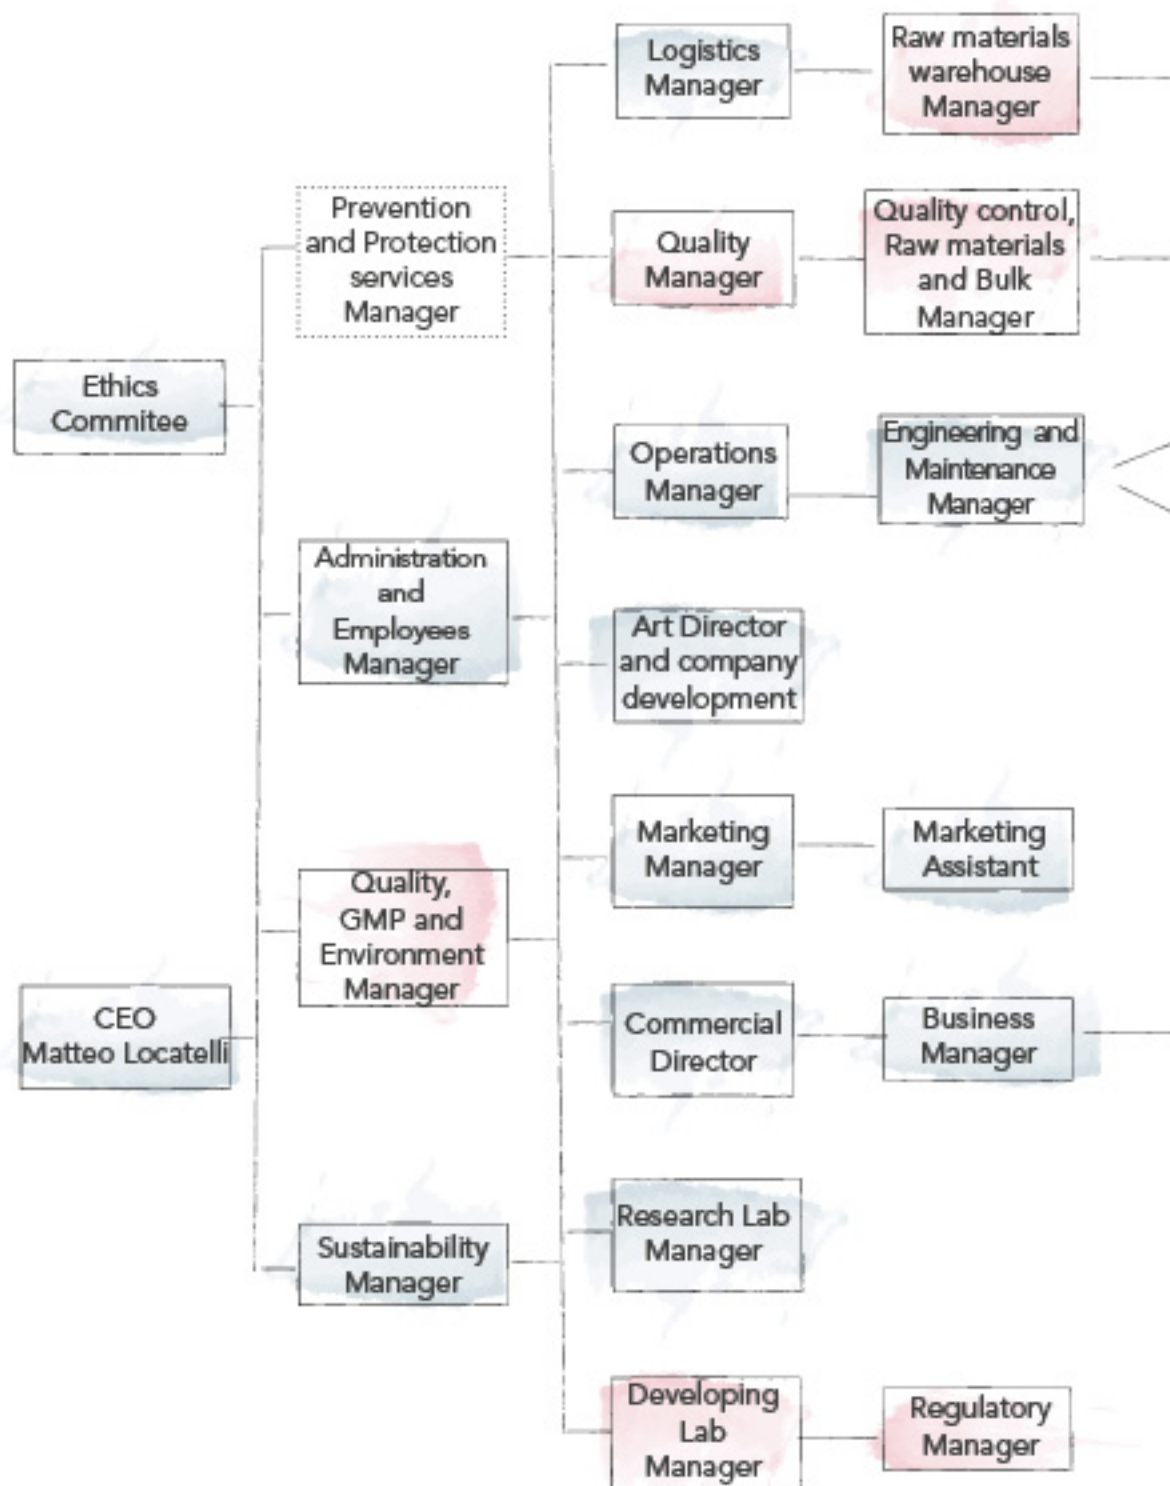 Ethics
Commitee
CEO
Matteo Locatelli
Prevention
and Protection
services
Manager
Administration
and
Employees
Manager
Quality,
GMP and
Environment
Manager
Sustainability
Manager
Logistics
Manager
Raw materials
warehouse
Manager
Quality
Manager
Quality control,
Raw materials
and Bulk
Manager
Operations
Manager
Engineering and
Maintenance
Manager
Art Director
and company
development
Marketing
Manager
Marketing
Assistant
Commercial
Director
Business
Manager
Research Lab
Manager
Developing
Lab
Manager
Regulatory
Manager